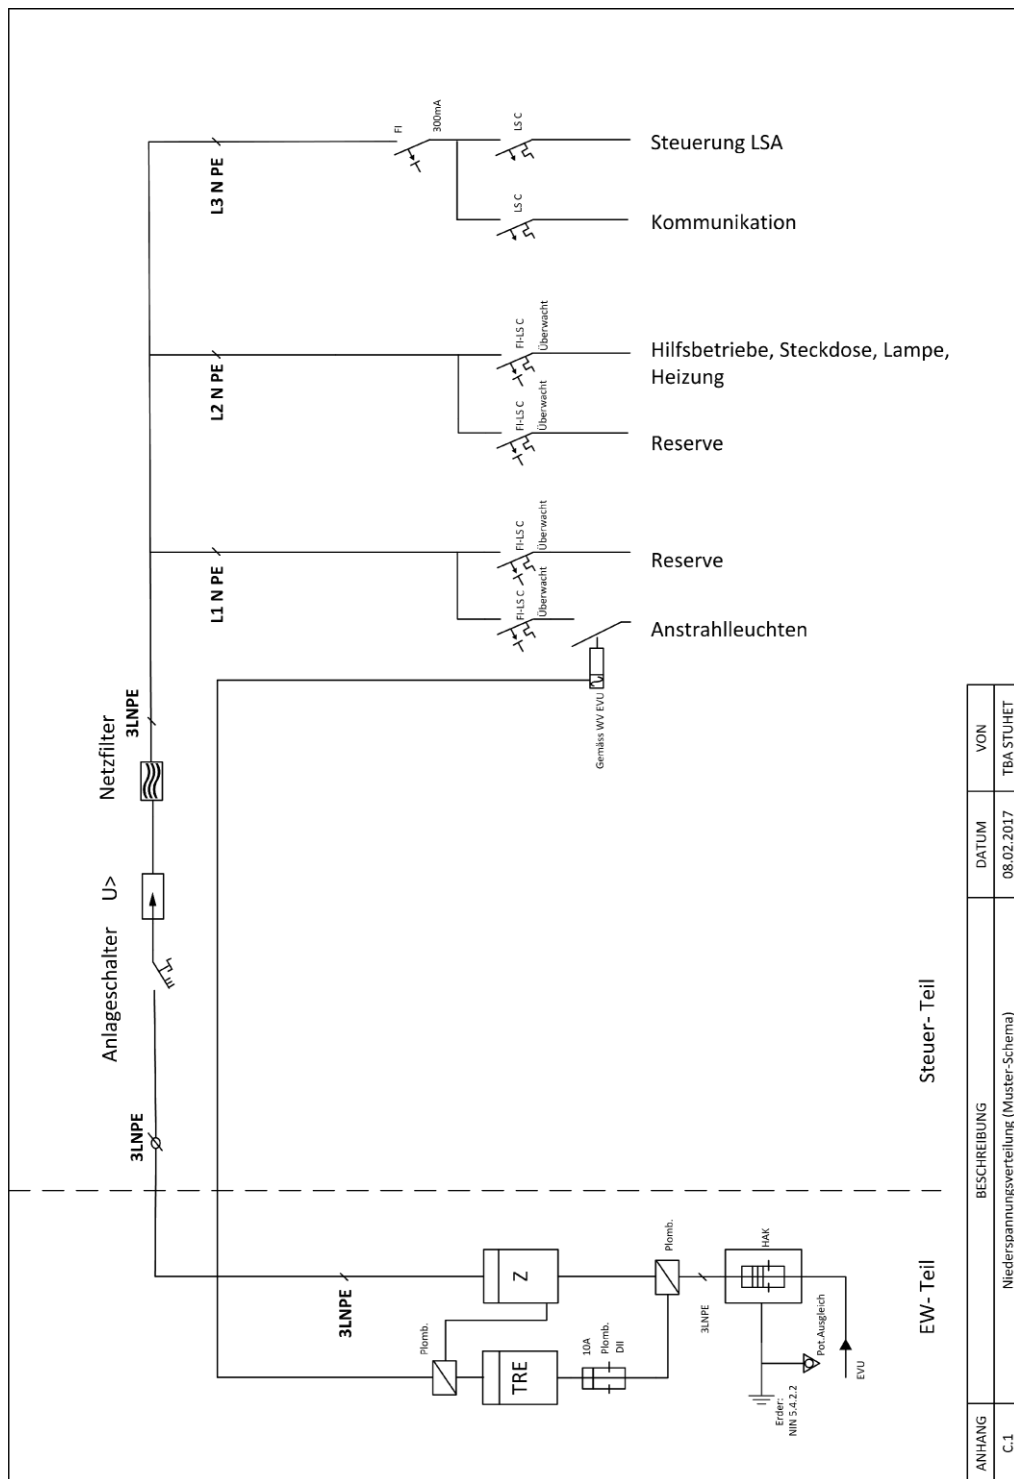 FI
300mA
LS C
Steuerung LSA
L3 N PE
LS C
Kommunikation
FI-LS C
Überwacht
Hilfsbetriebe, Steckdose, Lampe,
Heizung
L2 N PE
FI-LS C
Überwacht
Reserve
FI-LS C
Überwacht
Reserve
L1 N PE
FI-LS C
Überwacht
Anstrahlleuchten
Gemäss WV EVU
3LNPE
Netzfilter
U>
Anlageschalter
3LNPE
Steuer- Teil
EW- Teil
3LNPE
Z
Plomb.
3LNPE
HAK
Plomb.
TRE
10A
Plomb.
DII
Pot.Ausgleich
Erder:
NIN 5.4.2.2
EVU
ANHANG
BESCHREIBUNG
DATUM
VON
C.1
Niederspannungsverteilung (Muster-Schema)
08.02.2017
TBA STUHET